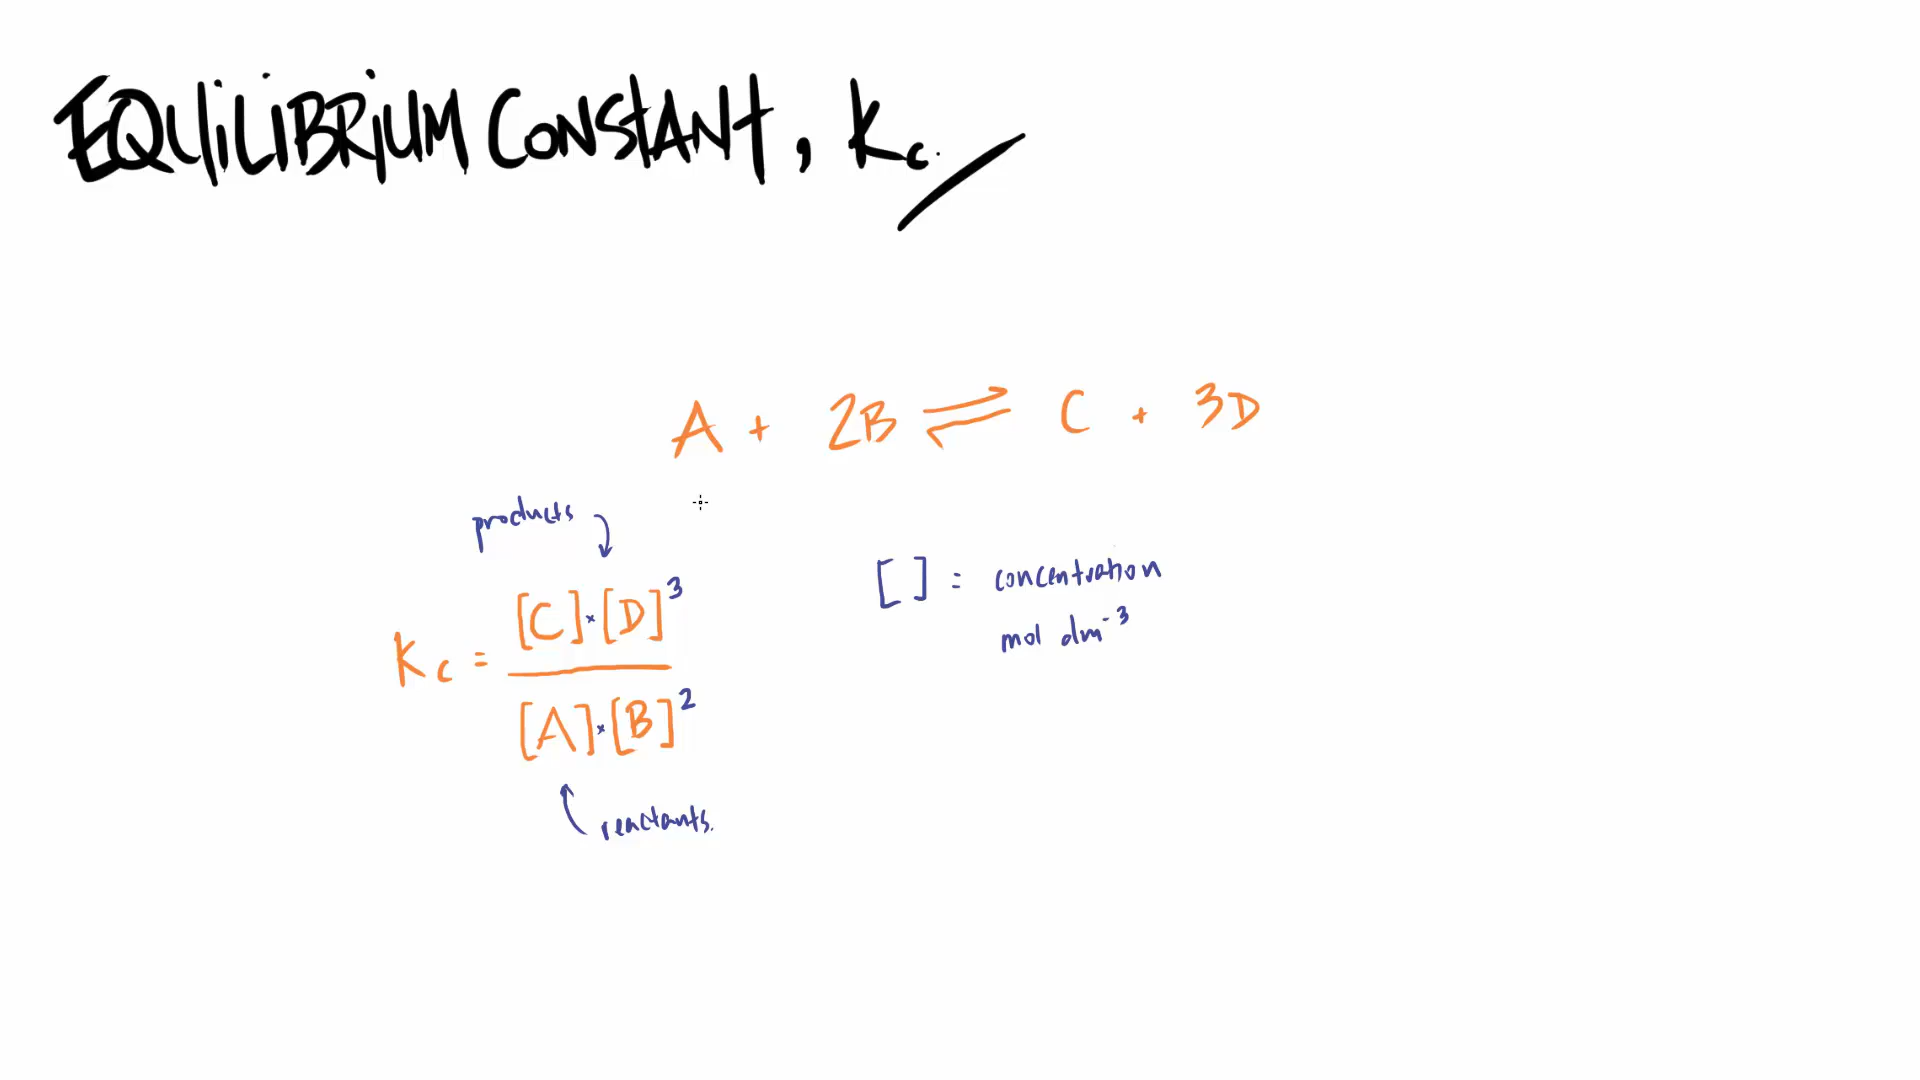 EQUILIBRIUM CONSTANT, Kc.
A + 2B ⇌ C + 3D
products
[C]×[D]³
Kc = ———
[A]×[B]²
reactants.
[ ] = concentration
mol dm⁻³